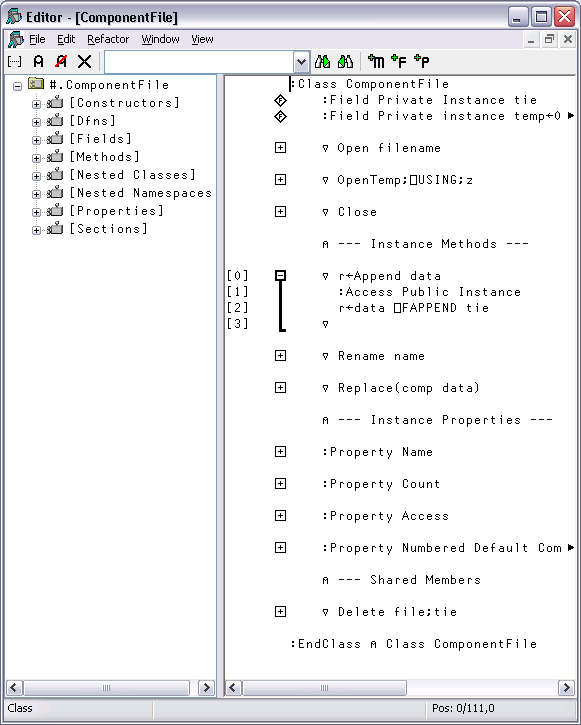 Editor - [ComponentFile]
File Edit Refactor Window View
[...] A A X +M +F +P
#.ComponentFile
[Constructors]
[Dfns]
[Fields]
[Methods]
[Nested Classes]
[Nested Namespaces
[Properties]
[Sections]
:Class ComponentFile
F :Field Private Instance tie
F :Field Private instance temp←0
∇ Open filename
∇ OpenTemp;⎕USING;z
∇ Close
⍝ --- Instance Methods ---
[0] ∇ r←Append data
[1] :Access Public Instance
[2] r←data ⎕FAPPEND tie
[3] ∇
∇ Rename name
∇ Replace(comp data)
⍝ --- Instance Properties ---
:Property Name
:Property Count
:Property Access
:Property Numbered Default Com
⍝ --- Shared Members
∇ Delete file;tie
:EndClass ⍝ Class ComponentFile
Class Pos: 0/111,0